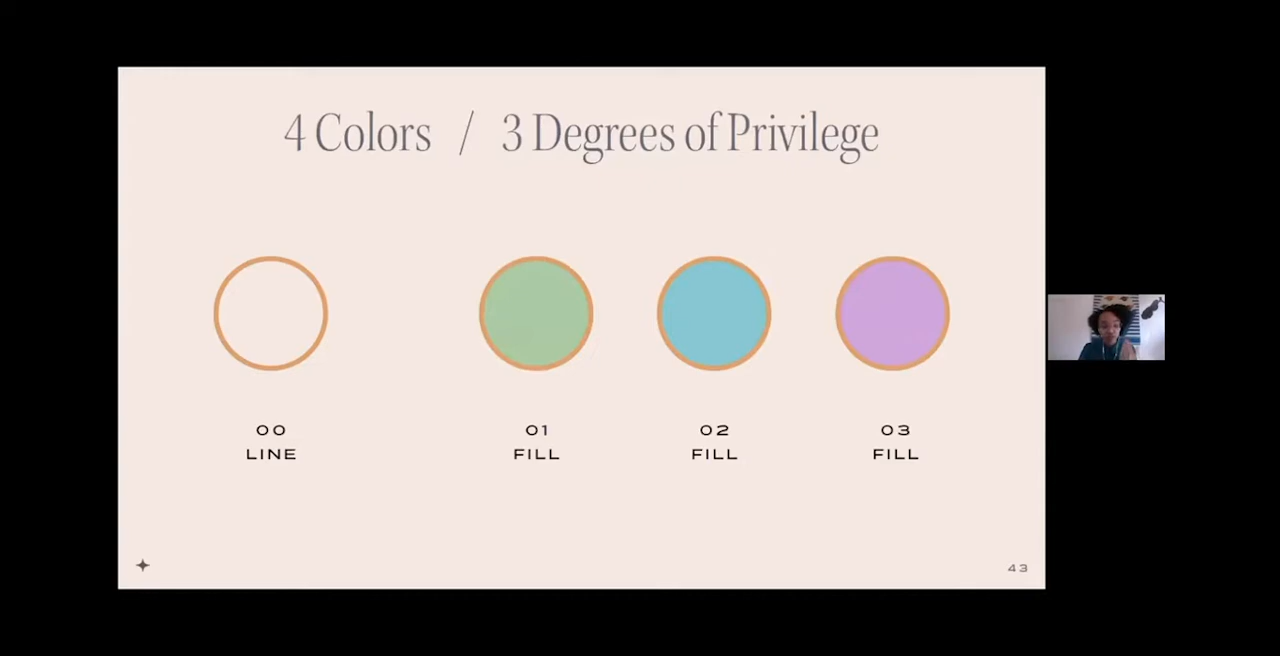 4 Colors / 3 Degrees of Privilege
00
LINE
01
FILL
02
FILL
03
FILL
43